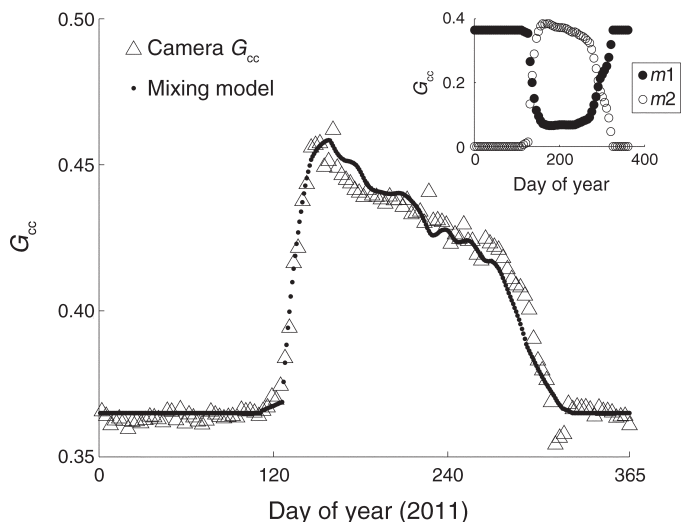 0.50
0.45
0.40
0.35
Gcc
Camera Gcc
Mixing model
0
120
240
365
Day of year (2011)
0.4
0.2
0
Gcc
m1
m2
0
200
400
Day of year